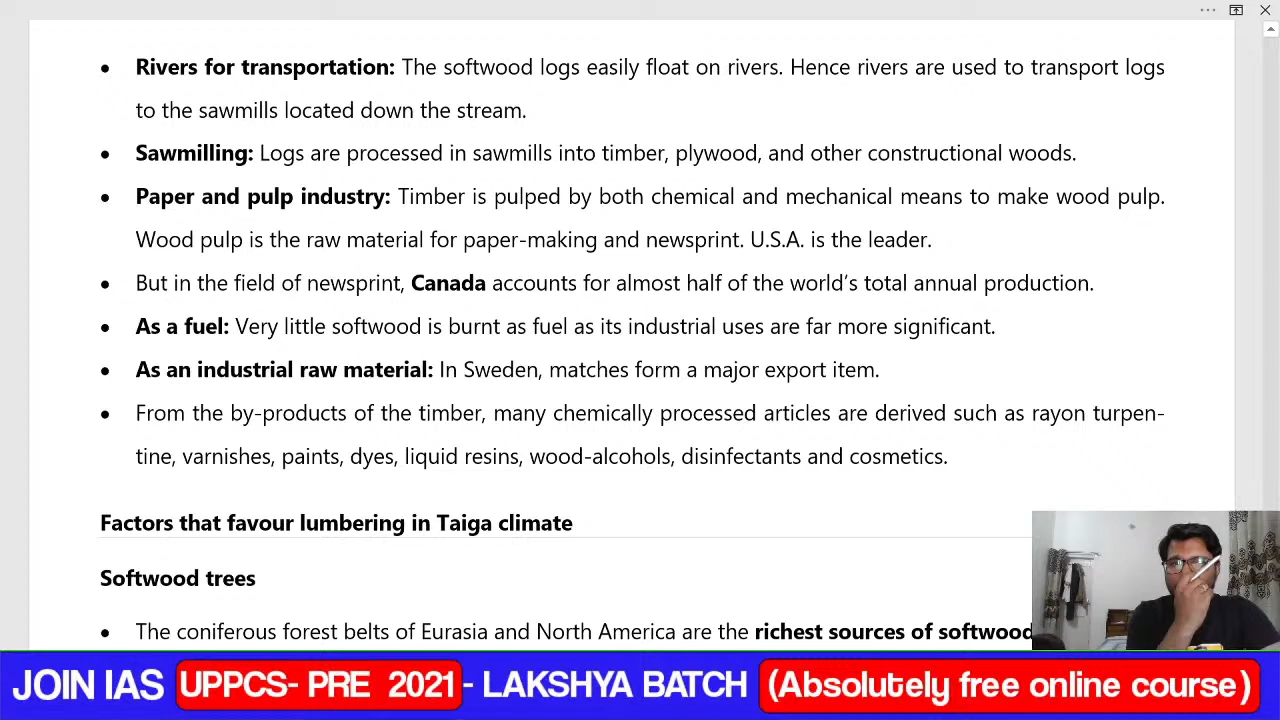 • Rivers for transportation: The softwood logs easily float on rivers. Hence rivers are used to transport logs
to the sawmills located down the stream.
• Sawmilling: Logs are processed in sawmills into timber, plywood, and other constructional woods.
• Paper and pulp industry: Timber is pulped by both chemical and mechanical means to make wood pulp.
Wood pulp is the raw material for paper-making and newsprint. U.S.A. is the leader.
• But in the field of newsprint, Canada accounts for almost half of the world’s total annual production.
• As a fuel: Very little softwood is burnt as fuel as its industrial uses are far more significant.
• As an industrial raw material: In Sweden, matches form a major export item.
• From the by-products of the timber, many chemically processed articles are derived such as rayon turpen-
tine, varnishes, paints, dyes, liquid resins, wood-alcohols, disinfectants and cosmetics.
Factors that favour lumbering in Taiga climate
Softwood trees
• The coniferous forest belts of Eurasia and North America are the richest sources of softwood
JOIN IAS UPPCS- PRE 2021 - LAKSHYA BATCH (Absolutely free online course)